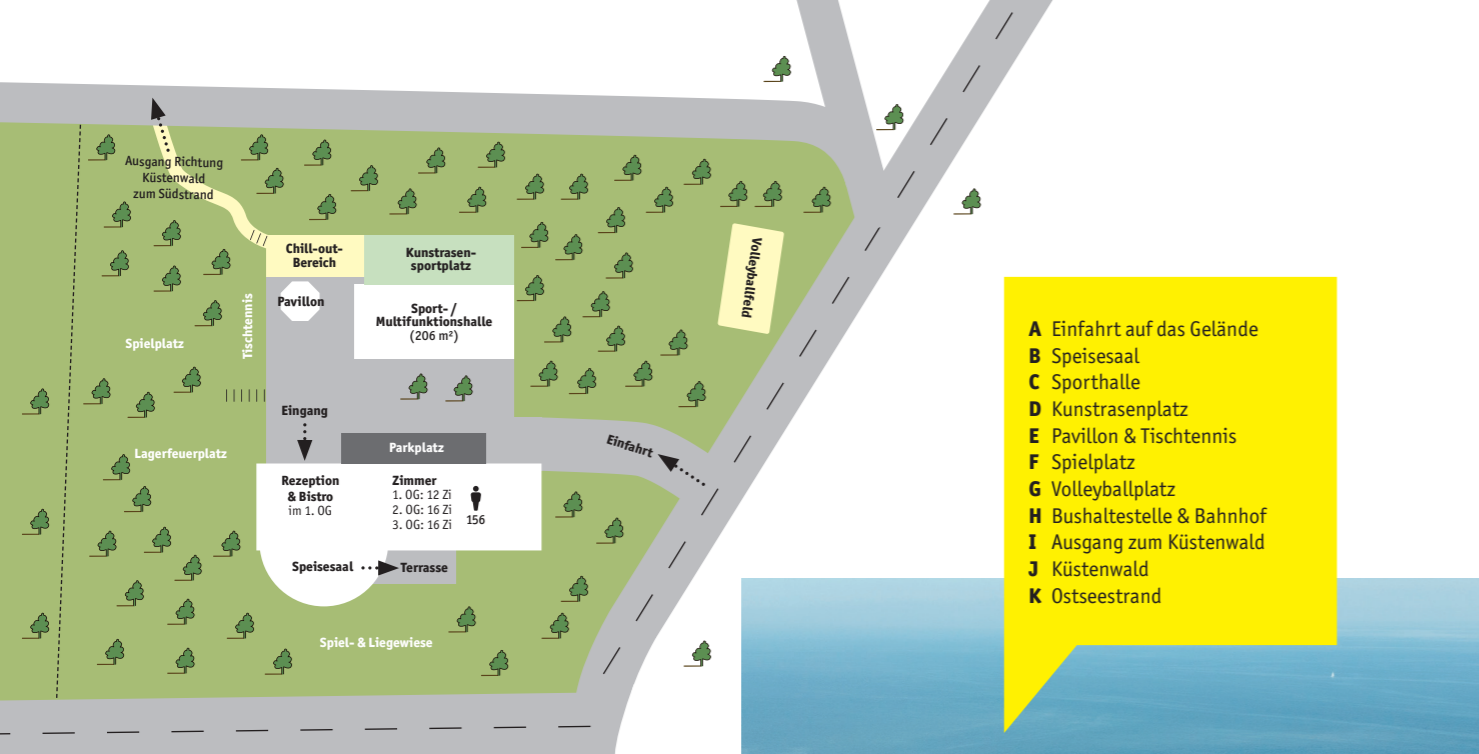 Ausgang Richtung
Küstenwald
zum Südstrand
Chill-out-
Bereich
Kunstrasen-
sportplatz
Volleyballfeld
Pavillon
Sport- /
Multifunktionshalle
(206 m²)
Tischtennis
Spielplatz
Eingang
Einfahrt
Parkplatz
Lagerfeuerplatz
Rezeption
& Bistro
im 1. OG
Zimmer
1. OG: 12 Zi
2. OG: 16 Zi
3. OG: 16 Zi
156
Speisesaal
Terrasse
Spiel- & Liegewiese
A Einfahrt auf das Gelände
B Speisesaal
C Sporthalle
D Kunstrasenplatz
E Pavillon & Tischtennis
F Spielplatz
G Volleyballplatz
H Bushaltestelle & Bahnhof
I Ausgang zum Küstenwald
J Küstenwald
K Ostseestrand